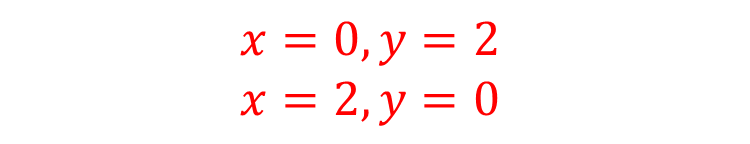 x = 0, y = 2
x = 2, y = 0